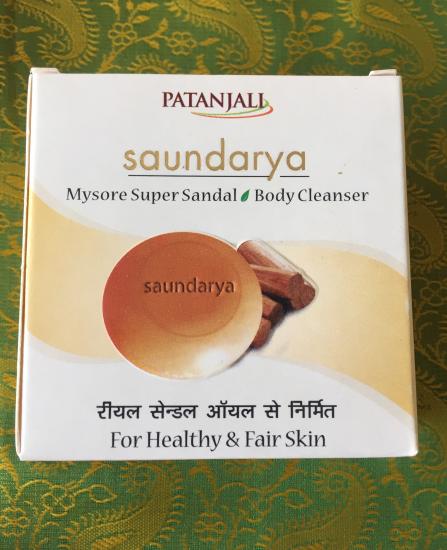 PATANJALI
saundarya
Mysore Super Sandal Body Cleanser
saundarya
रीयल सेन्डल ऑयल से निर्मित
For Healthy & Fair Skin